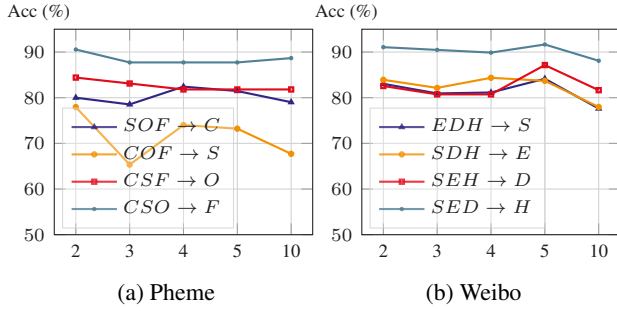 Acc (%)
90
80
70
60
50
SOF → C
COF → S
CSF → O
CSO → F
2 3 4 5 10
(a) Pheme
Acc (%)
90
80
70
60
50
EDH → S
SDH → E
SEH → D
SED → H
2 3 4 5 10
(b) Weibo